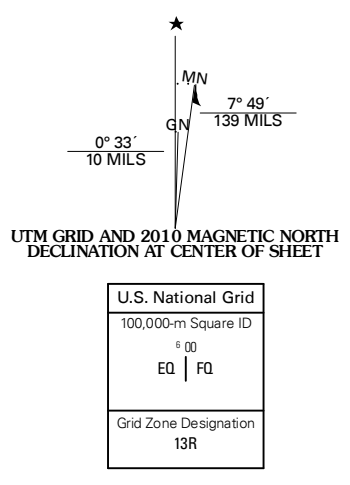 ★
MN
GN
7° 49´
139 MILS
0° 33´
10 MILS
UTM GRID AND 2010 MAGNETIC NORTH
DECLINATION AT CENTER OF SHEET
U.S. National Grid
100,000-m Square ID
6 00
EQ | FQ
Grid Zone Designation
13R